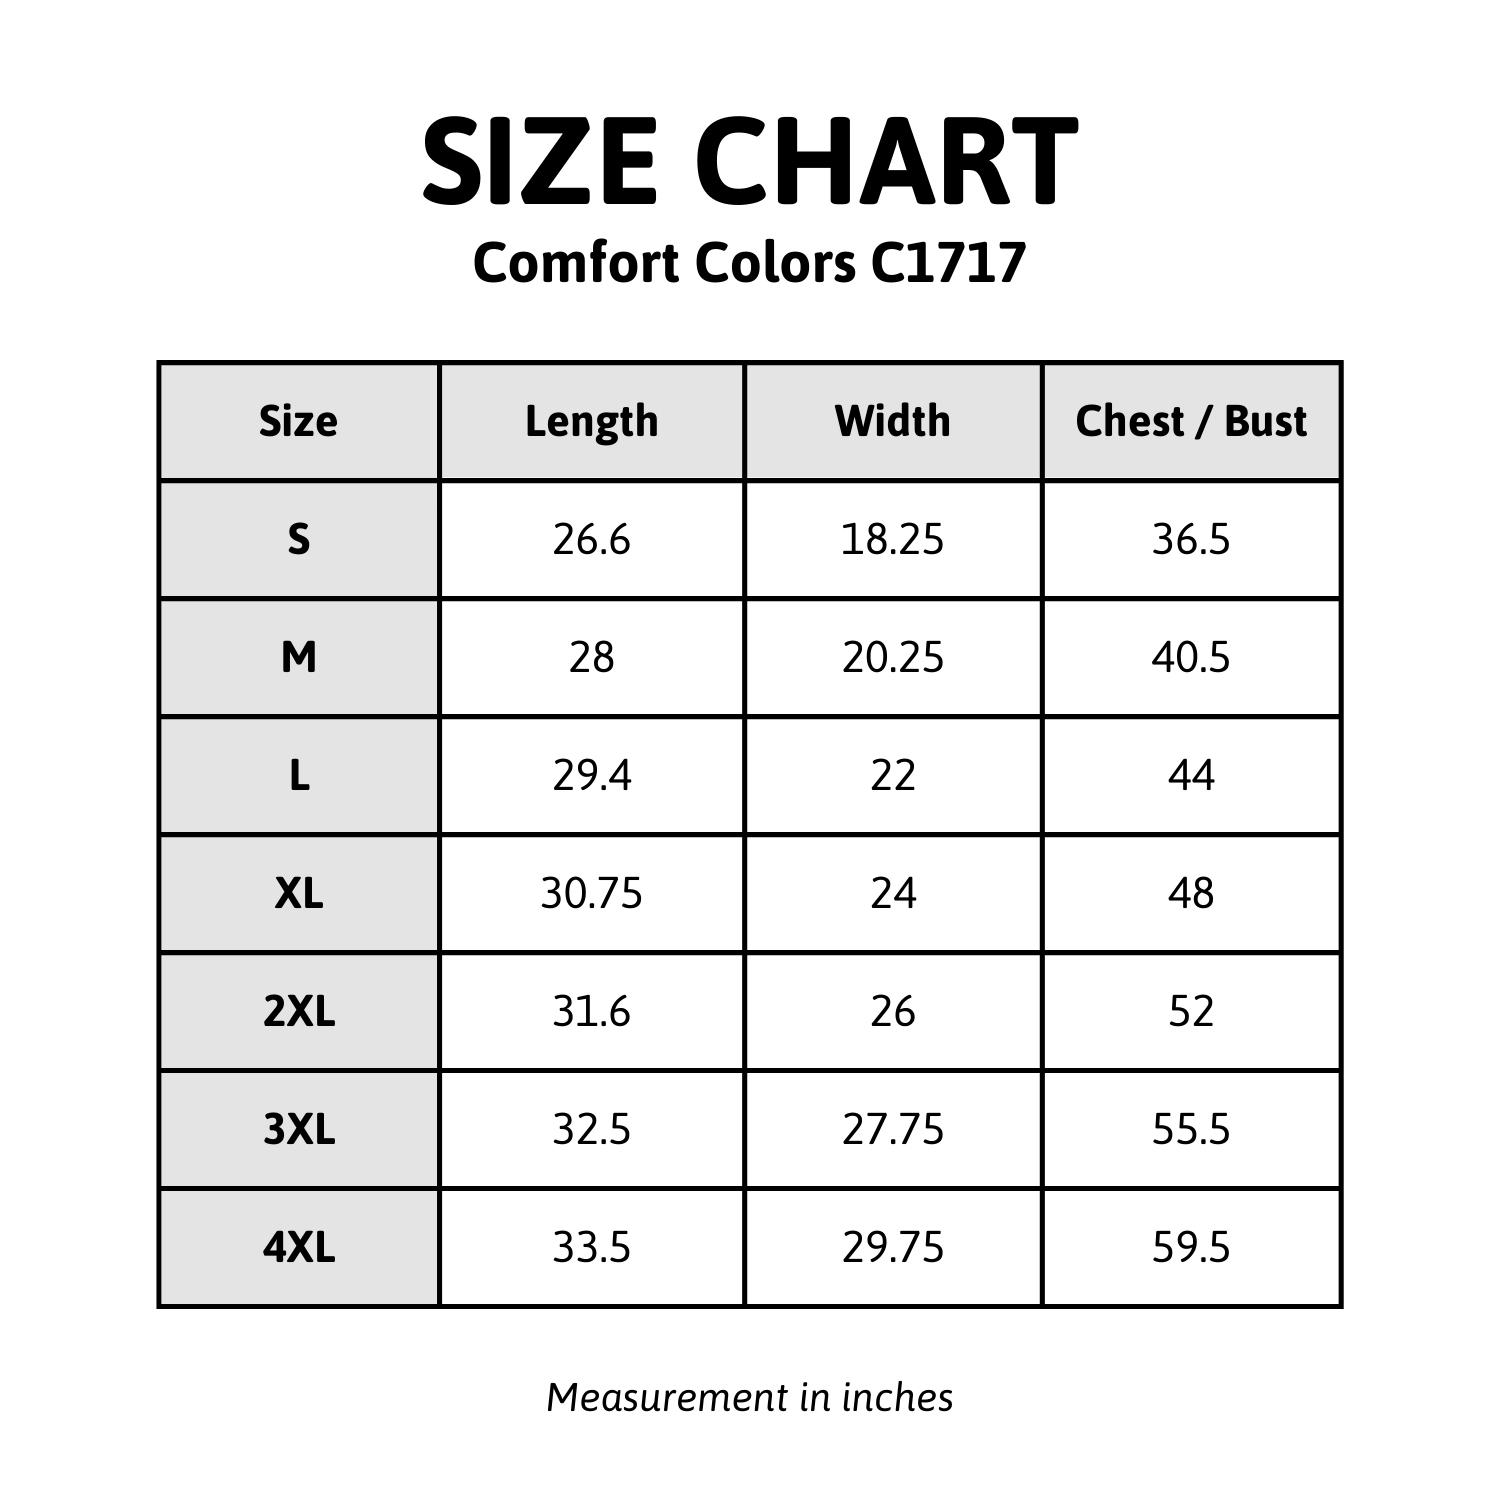 SIZE CHART
Comfort Colors C1717
Size Length Width Chest / Bust
S 26.6 18.25 36.5
M 28 20.25 40.5
L 29.4 22 44
XL 30.75 24 48
2XL 31.6 26 52
3XL 32.5 27.75 55.5
4XL 33.5 29.75 59.5
Measurement in inches